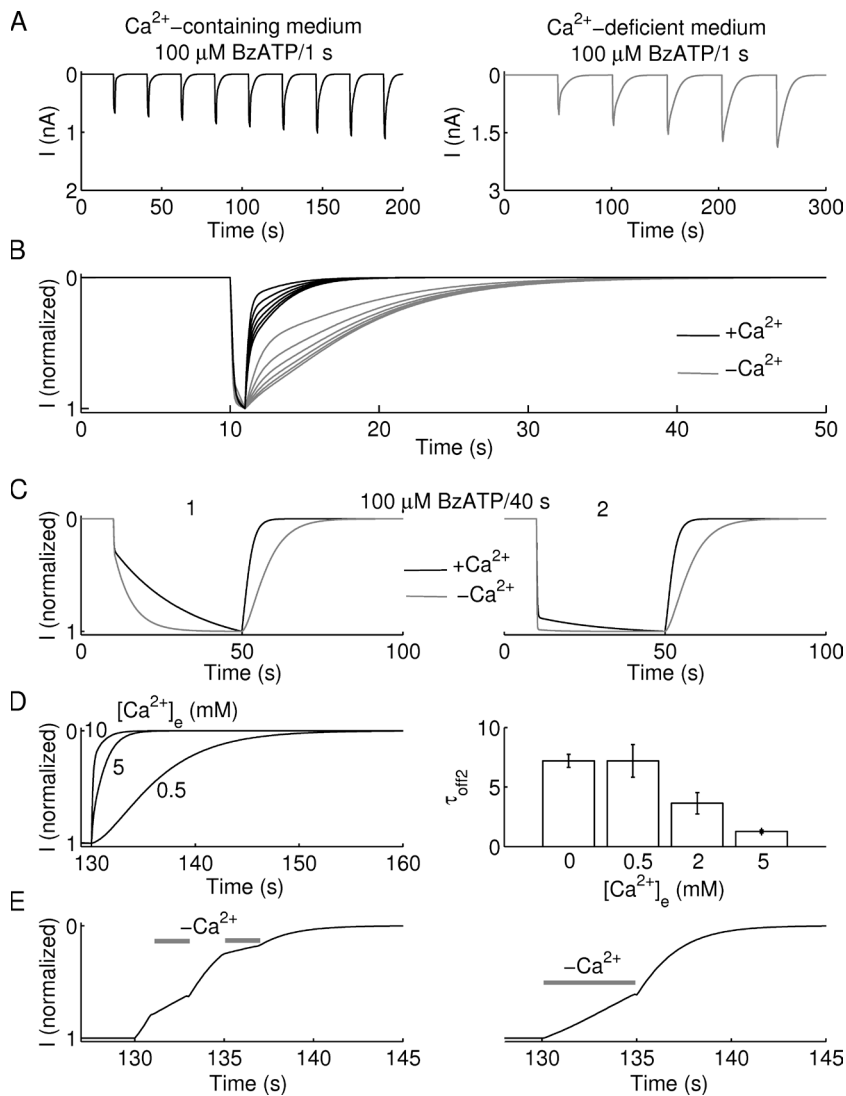 A
Ca2+–containing medium
100 μM BzATP/1 s
I (nA)
0
1
2
0 50 100 150 200
Time (s)
Ca2+–deficient medium
100 μM BzATP/1 s
I (nA)
0
1.5
3
0 100 200 300
Time (s)
B
I (normalized)
0
1
+Ca2+
−Ca2+
0 10 20 30 40 50
Time (s)
C
100 μM BzATP/40 s
1
I (normalized)
0
1
+Ca2+
−Ca2+
0 50 100
Time (s)
2
0 50 100
Time (s)
D
[Ca2+]e (mM)
I (normalized)
0
1
10
5
0.5
130 140 150 160
Time (s)
τoff2
10
5
0
0 0.5 2 5
[Ca2+]e (mM)
E
I (normalized)
0
1
−Ca2+
130 135 140 145
Time (s)
−Ca2+
130 135 140 145
Time (s)